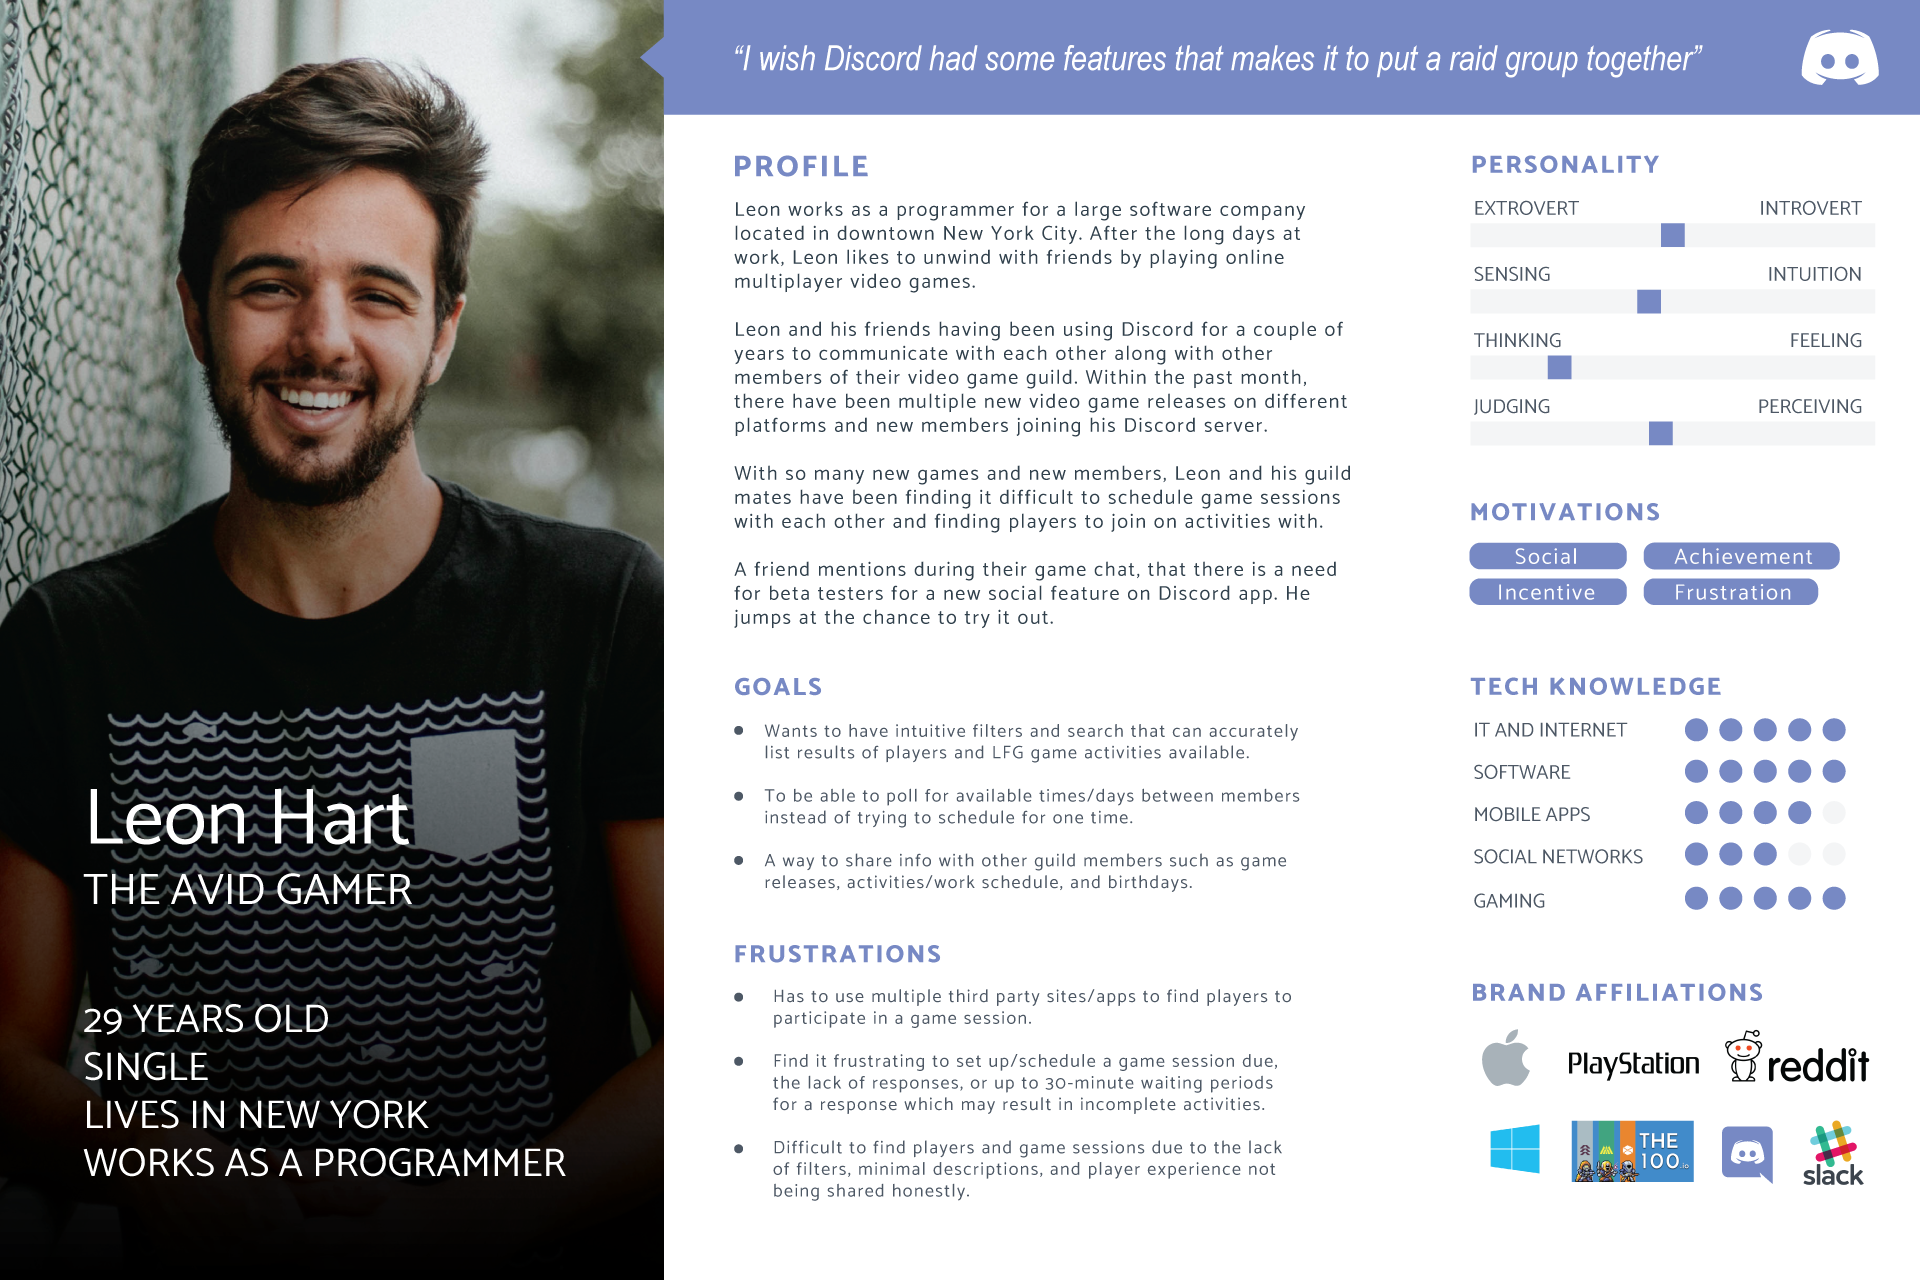 “I wish Discord had some features that makes it to put a raid group together”
Leon Hart
THE AVID GAMER
29 YEARS OLD
SINGLE
LIVES IN NEW YORK
WORKS AS A PROGRAMMER
PROFILE
Leon works as a programmer for a large software company
located in downtown New York City. After the long days at
work, Leon likes to unwind with friends by playing online
multiplayer video games.
Leon and his friends having been using Discord for a couple of
years to communicate with each other along with other
members of their video game guild. Within the past month,
there have been multiple new video game releases on different
platforms and new members joining his Discord server.
With so many new games and new members, Leon and his guild
mates have been finding it difficult to schedule game sessions
with each other and finding players to join on activities with.
A friend mentions during their game chat, that there is a need
for beta testers for a new social feature on Discord app. He
jumps at the chance to try it out.
GOALS
Wants to have intuitive filters and search that can accurately
list results of players and LFG game activities available.
To be able to poll for available times/days between members
instead of trying to schedule for one time.
A way to share info with other guild members such as game
releases, activities/work schedule, and birthdays.
FRUSTRATIONS
Has to use multiple third party sites/apps to find players to
participate in a game session.
Find it frustrating to set up/schedule a game session due,
the lack of responses, or up to 30-minute waiting periods
for a response which may result in incomplete activities.
Difficult to find players and game sessions due to the lack
of filters, minimal descriptions, and player experience not
being shared honestly.
PERSONALITY
EXTROVERT INTROVERT
SENSING INTUITION
THINKING FEELING
JUDGING PERCEIVING
MOTIVATIONS
Social Achievement
Incentive Frustration
TECH KNOWLEDGE
IT AND INTERNET
SOFTWARE
MOBILE APPS
SOCIAL NETWORKS
GAMING
BRAND AFFILIATIONS
PlayStation reddit
THE
100.io
slack